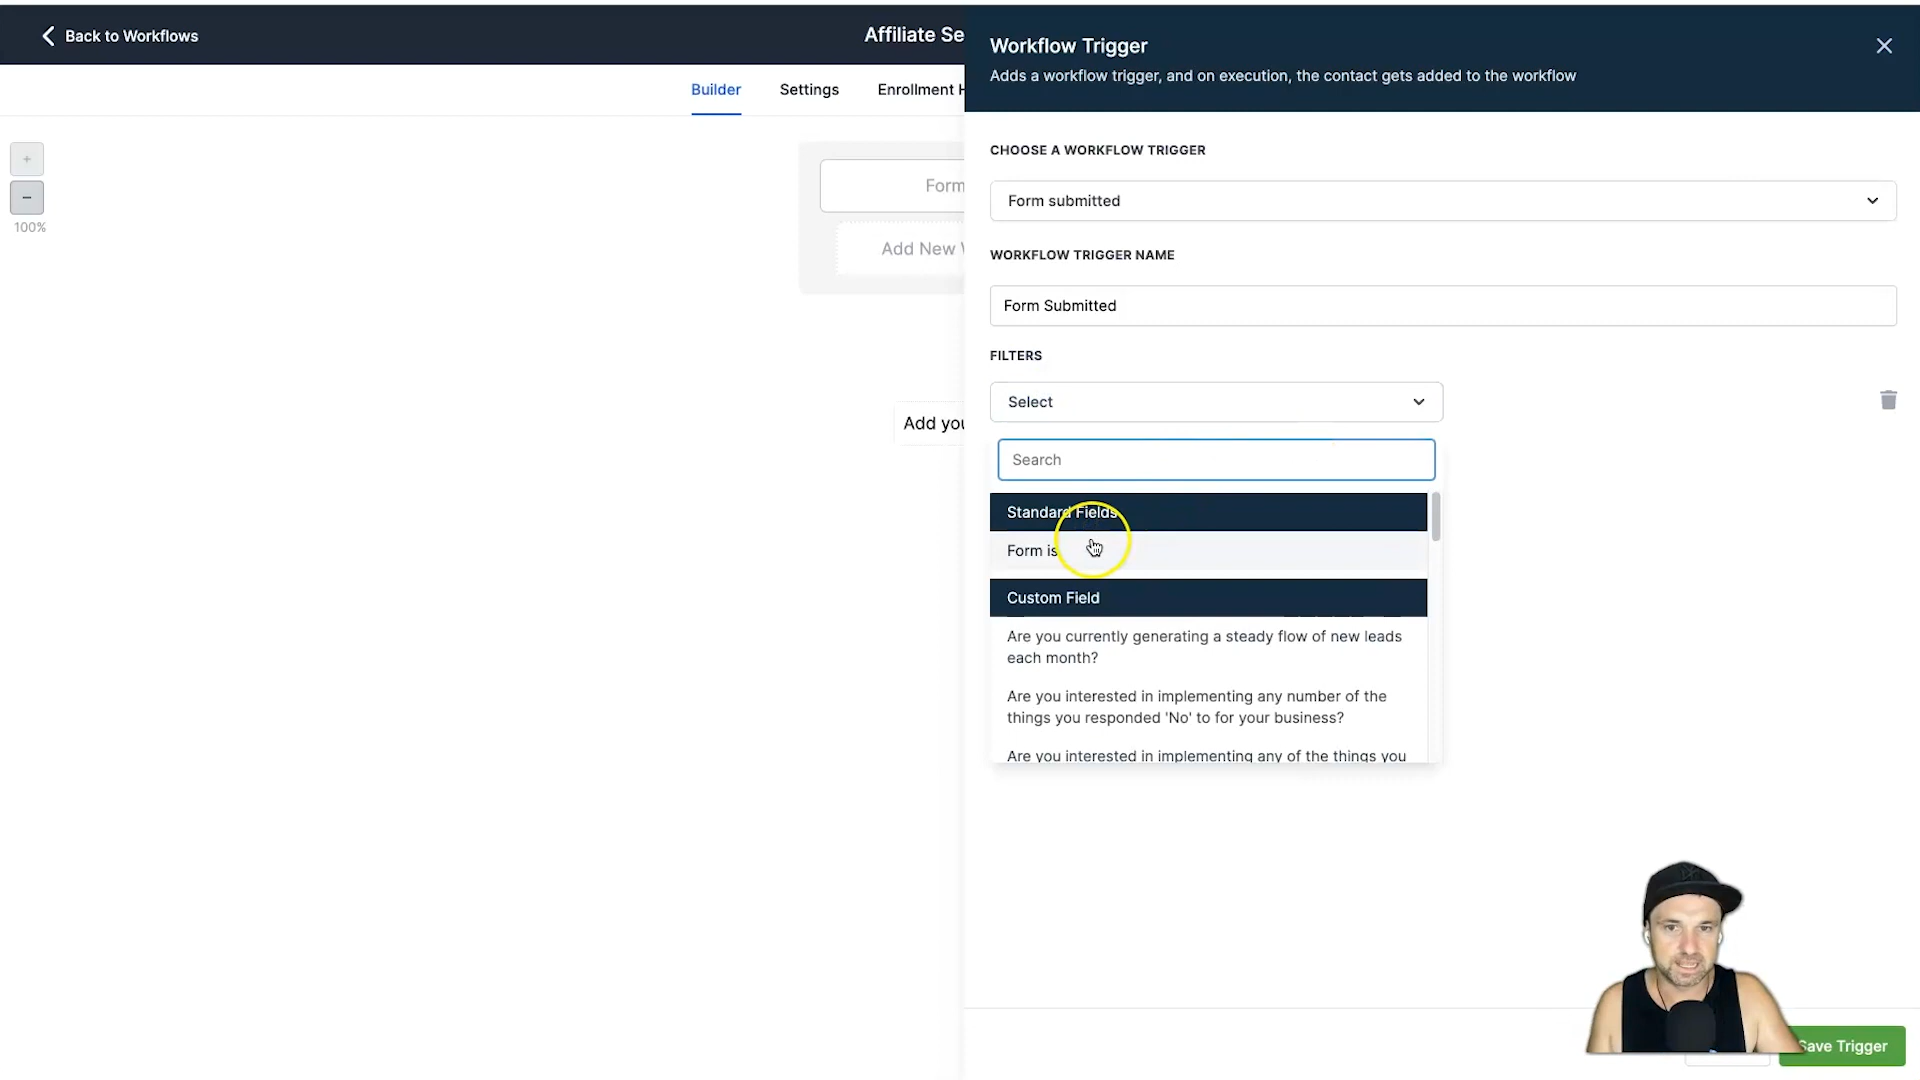 Back to Workflows
Affiliate Se
Builder
Settings
Enrollment H
+
−
100%
Form
Add New W
Add you
Workflow Trigger
Adds a workflow trigger, and on execution, the contact gets added to the workflow
CHOOSE A WORKFLOW TRIGGER
Form submitted
WORKFLOW TRIGGER NAME
Form Submitted
FILTERS
Select
Search
Standard Fields
Form is
Custom Field
Are you currently generating a steady flow of new leads
each month?
Are you interested in implementing any number of the
things you responded 'No' to for your business?
Are you interested in implementing any of the things you
Save Trigger